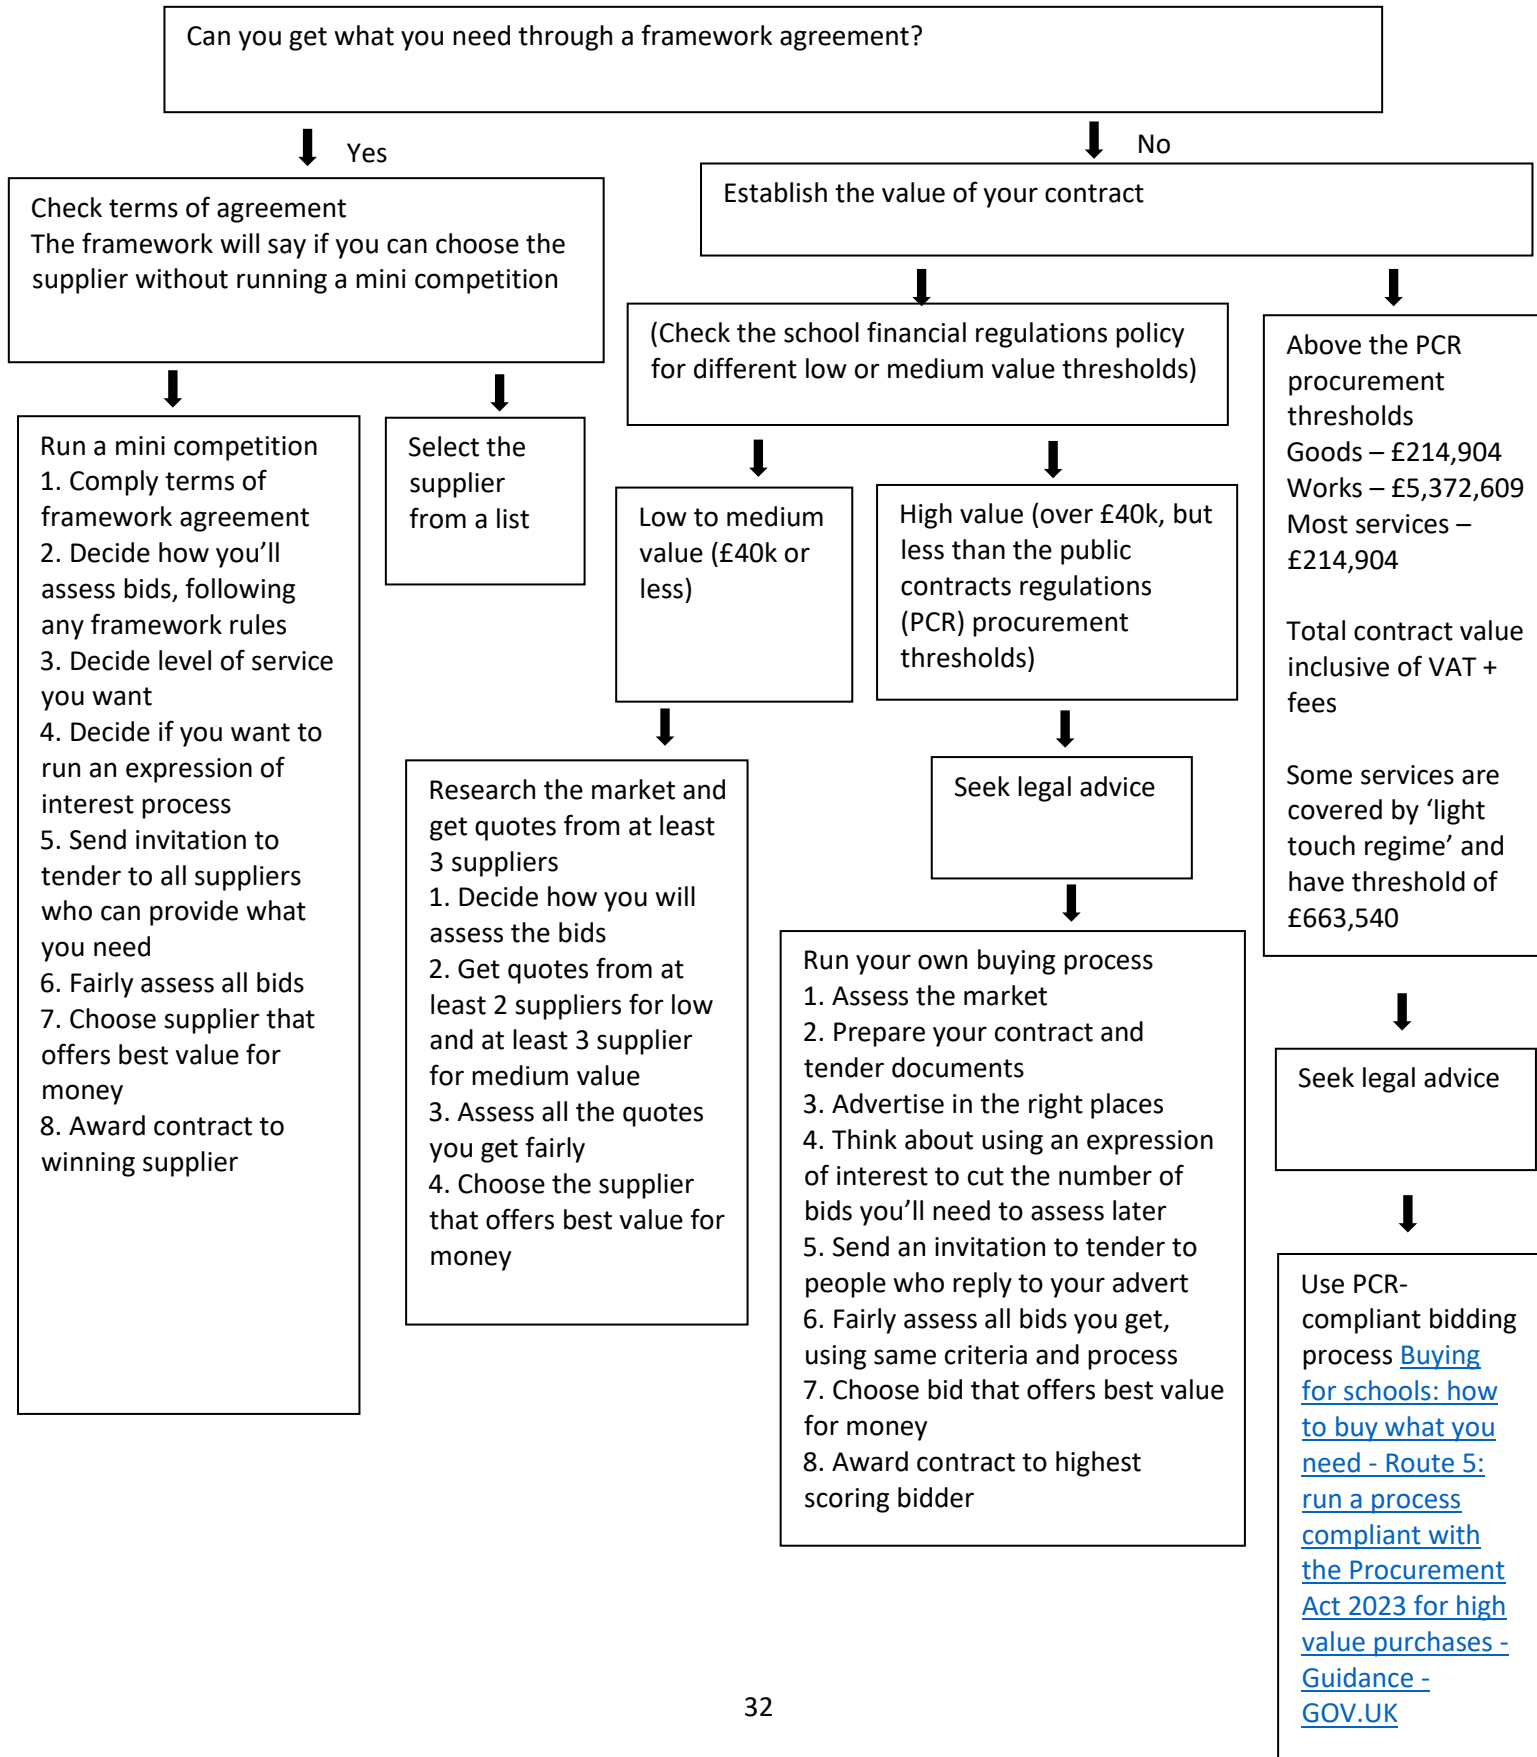 Can you get what you need through a framework agreement?
Yes
No
Check terms of agreement
The framework will say if you can choose the
supplier without running a mini competition
Establish the value of your contract
(Check the school financial regulations policy
for different low or medium value thresholds)
Run a mini competition
1. Comply terms of
framework agreement
2. Decide how you’ll
assess bids, following
any framework rules
3. Decide level of service
you want
4. Decide if you want to
run an expression of
interest process
5. Send invitation to
tender to all suppliers
who can provide what
you need
6. Fairly assess all bids
7. Choose supplier that
offers best value for
money
8. Award contract to
winning supplier
Select the
supplier
from a list
Low to medium
value (£40k or
less)
Research the market and
get quotes from at least
3 suppliers
1. Decide how you will
assess the bids
2. Get quotes from at
least 2 suppliers for low
and at least 3 supplier
for medium value
3. Assess all the quotes
you get fairly
4. Choose the supplier
that offers best value for
money
High value (over £40k, but
less than the public
contracts regulations
(PCR) procurement
thresholds)
Seek legal advice
Run your own buying process
1. Assess the market
2. Prepare your contract and
tender documents
3. Advertise in the right places
4. Think about using an expression
of interest to cut the number of
bids you’ll need to assess later
5. Send an invitation to tender to
people who reply to your advert
6. Fairly assess all bids you get,
using same criteria and process
7. Choose bid that offers best value
for money
8. Award contract to highest
scoring bidder
Above the PCR
procurement
thresholds
Goods – £214,904
Works – £5,372,609
Most services –
£214,904
Total contract value
inclusive of VAT +
fees
Some services are
covered by ‘light
touch regime’ and
have threshold of
£663,540
Seek legal advice
Use PCR-
compliant bidding
process Buying
for schools: how
to buy what you
need - Route 5:
run a process
compliant with
the Procurement
Act 2023 for high
value purchases -
Guidance -
GOV.UK
32